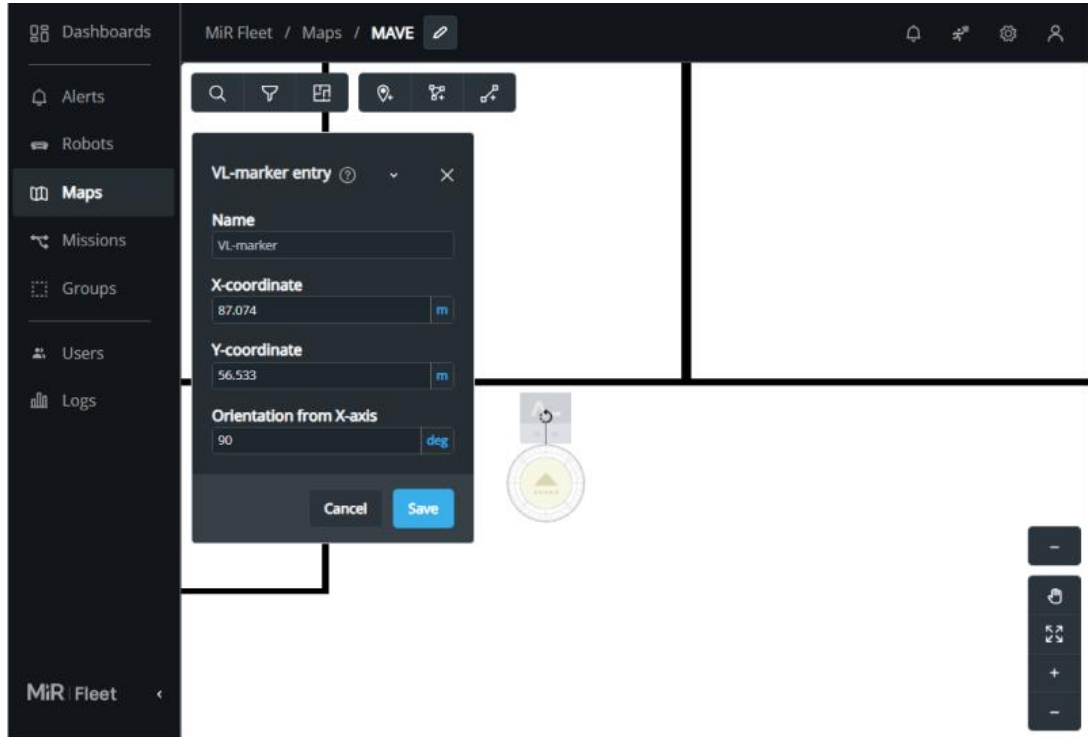 Dashboards
MiR Fleet / Maps / MAVE
Alerts
Robots
Maps
Missions
Groups
Users
Logs
VL-marker entry ?
Name
VL-marker
X-coordinate
87.074 m
Y-coordinate
56.533 m
Orientation from X-axis
90 deg
Cancel Save
MiR Fleet